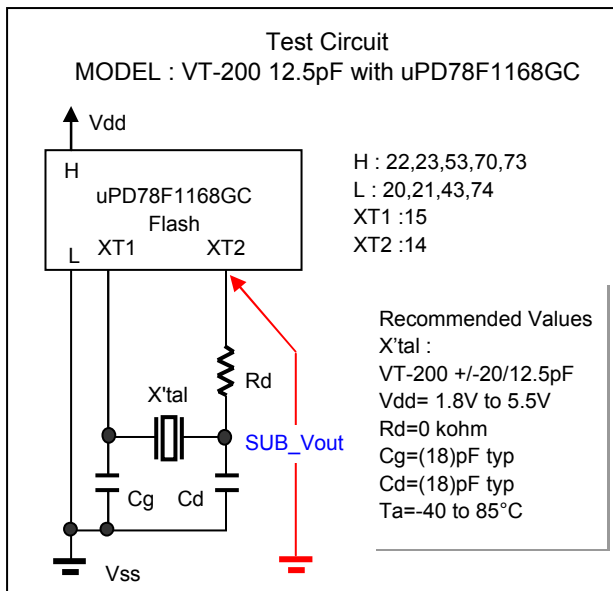 Test Circuit
MODEL : VT-200 12.5pF with uPD78F1168GC
Vdd
H
uPD78F1168GC
Flash
L XT1 XT2
H : 22,23,53,70,73
L : 20,21,43,74
XT1 :15
XT2 :14
X'tal
Rd
SUB_Vout
Cg
Cd
Vss
Recommended Values
X’tal :
VT-200 +/-20/12.5pF
Vdd= 1.8V to 5.5V
Rd=0 kohm
Cg=(18)pF typ
Cd=(18)pF typ
Ta=-40 to 85°C